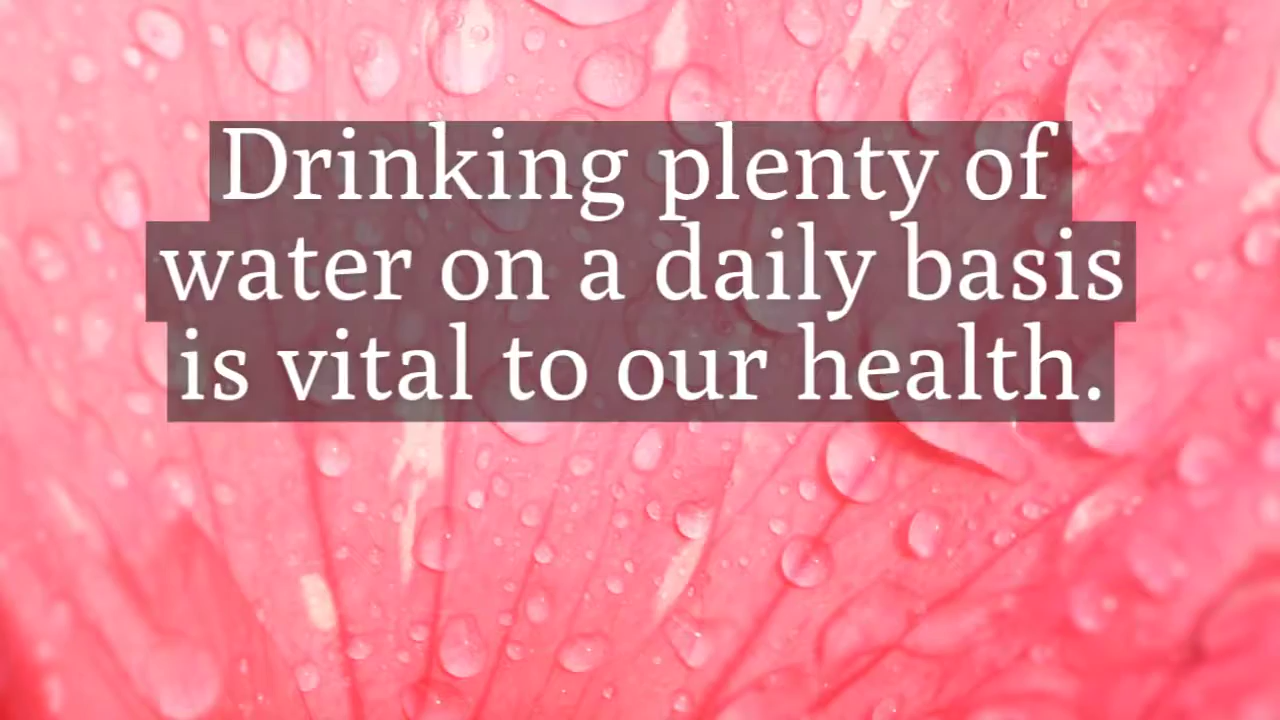 Drinking plenty of
water on a daily basis
is vital to our health.